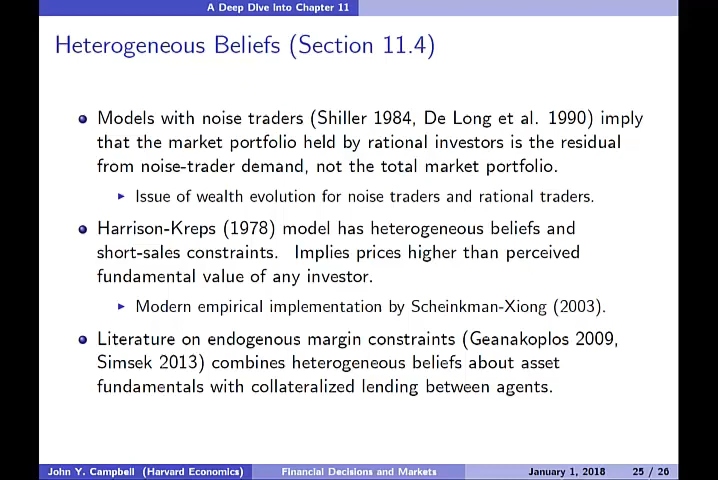 A Deep Dive Into Chapter 11
Heterogeneous Beliefs (Section 11.4)
Models with noise traders (Shiller 1984, De Long et al. 1990) imply
that the market portfolio held by rational investors is the residual
from noise-trader demand, not the total market portfolio.
Issue of wealth evolution for noise traders and rational traders.
Harrison-Kreps (1978) model has heterogeneous beliefs and
short-sales constraints. Implies prices higher than perceived
fundamental value of any investor.
Modern empirical implementation by Scheinkman-Xiong (2003).
Literature on endogenous margin constraints (Geanakoplos 2009,
Simsek 2013) combines heterogeneous beliefs about asset
fundamentals with collateralized lending between agents.
John Y. Campbell (Harvard Economics) Financial Decisions and Markets January 1, 2018 25 / 26